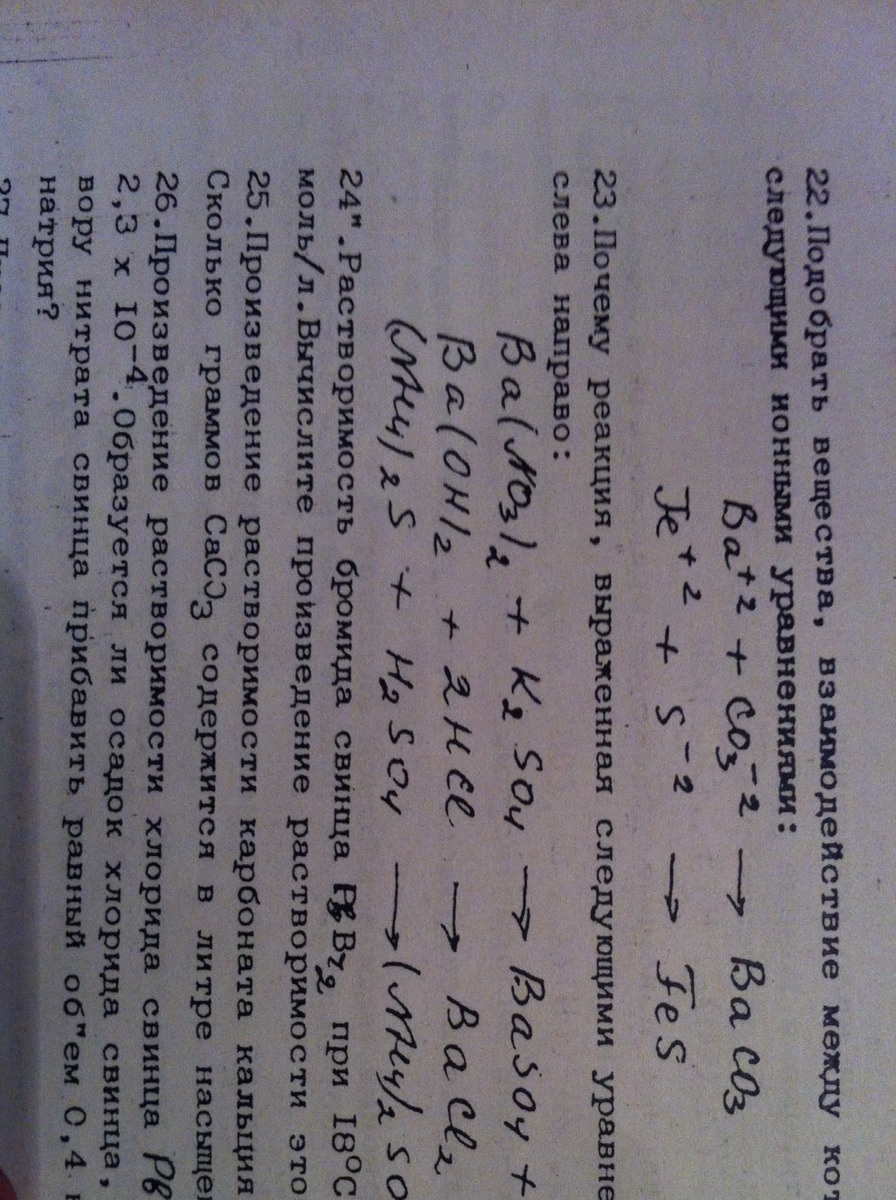 22.Подобрать вещества, взаимодействие между
следующими ионными уравнениями:
Ba+2 + CO3-2 → BaCO3
Fe+2 + S-2 → FeS
23.Почему реакция, выраженная следующими
слева направо:
Ba(NO3)2 + K2SO4 → BaSO4 +
Ba(OH)2 + 2HCl → BaCl2
(NH4)2S + H2SO4 → (NH4)2SO
24".Растворимость бромида свинца PbBr2 при 18°С
моль/л.Вычислите произведение растворимости
25.Произведение растворимости карбоната кальция
Сколько граммов CaCO3 содержится в литре
26.Произведение растворимости хлорида свинца Pb
2,3 x 10-4.Образуется ли осадок хлорида свинца,
вору нитрата свинца прибавить равный об"ем 0,4
натрия?
27.